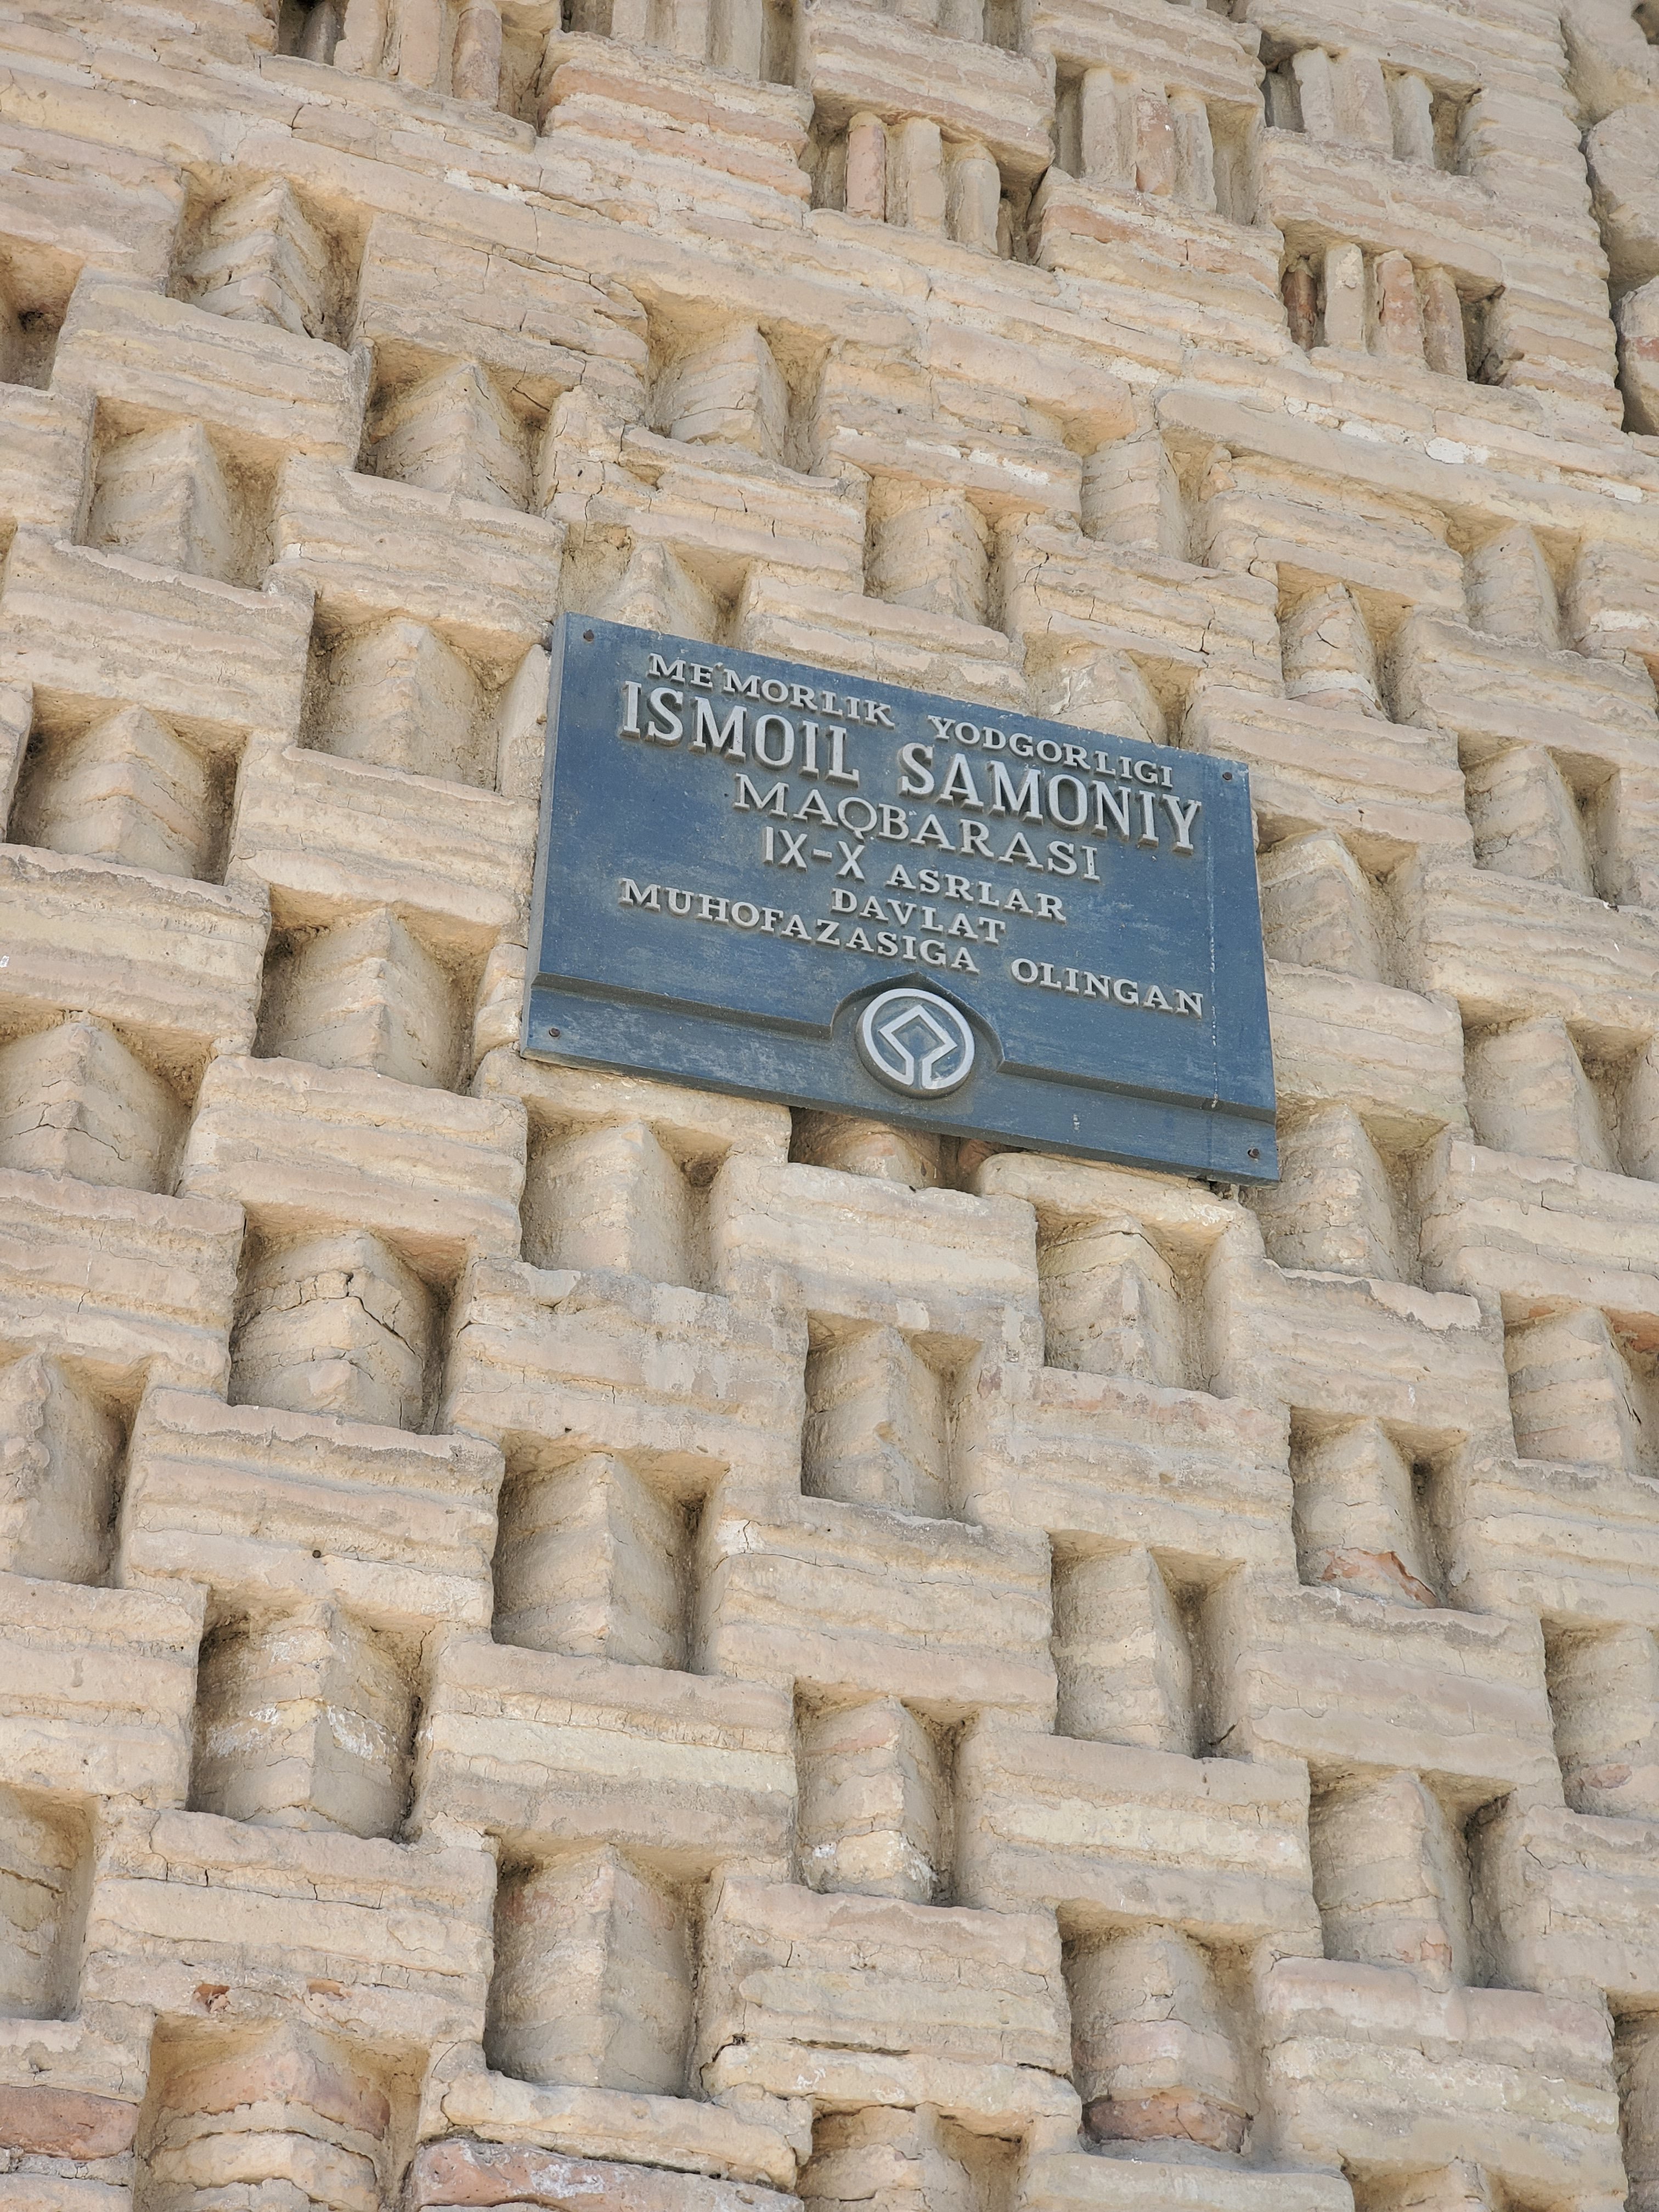 ME'MORLIK YODGORLIGI
ISMOIL SAMONIY
MAQBARASI
IX-X ASRLAR
DAVLAT
MUHOFAZASIGA OLINGAN